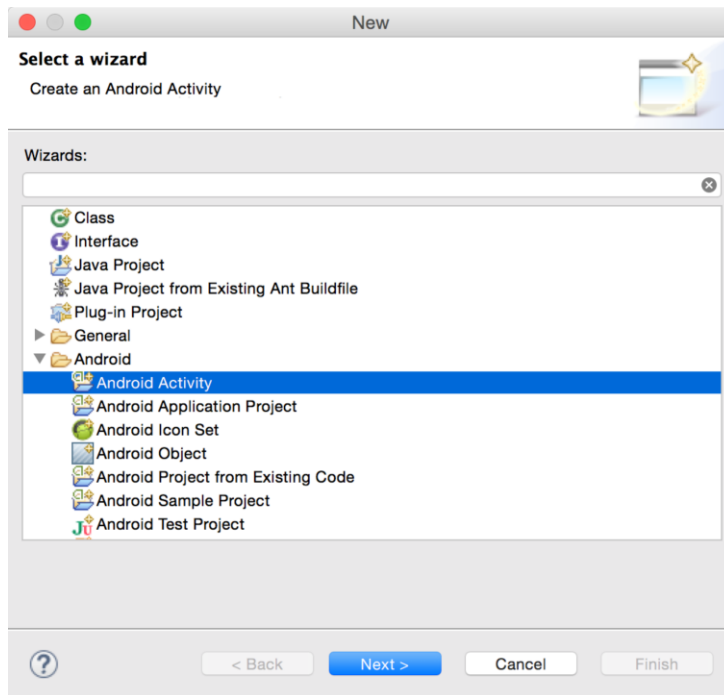 New
Select a wizard
Create an Android Activity
Wizards:
Class
Interface
Java Project
Java Project from Existing Ant Buildfile
Plug-in Project
General
Android
Android Activity
Android Application Project
Android Icon Set
Android Object
Android Project from Existing Code
Android Sample Project
Android Test Project
? < Back Next > Cancel Finish